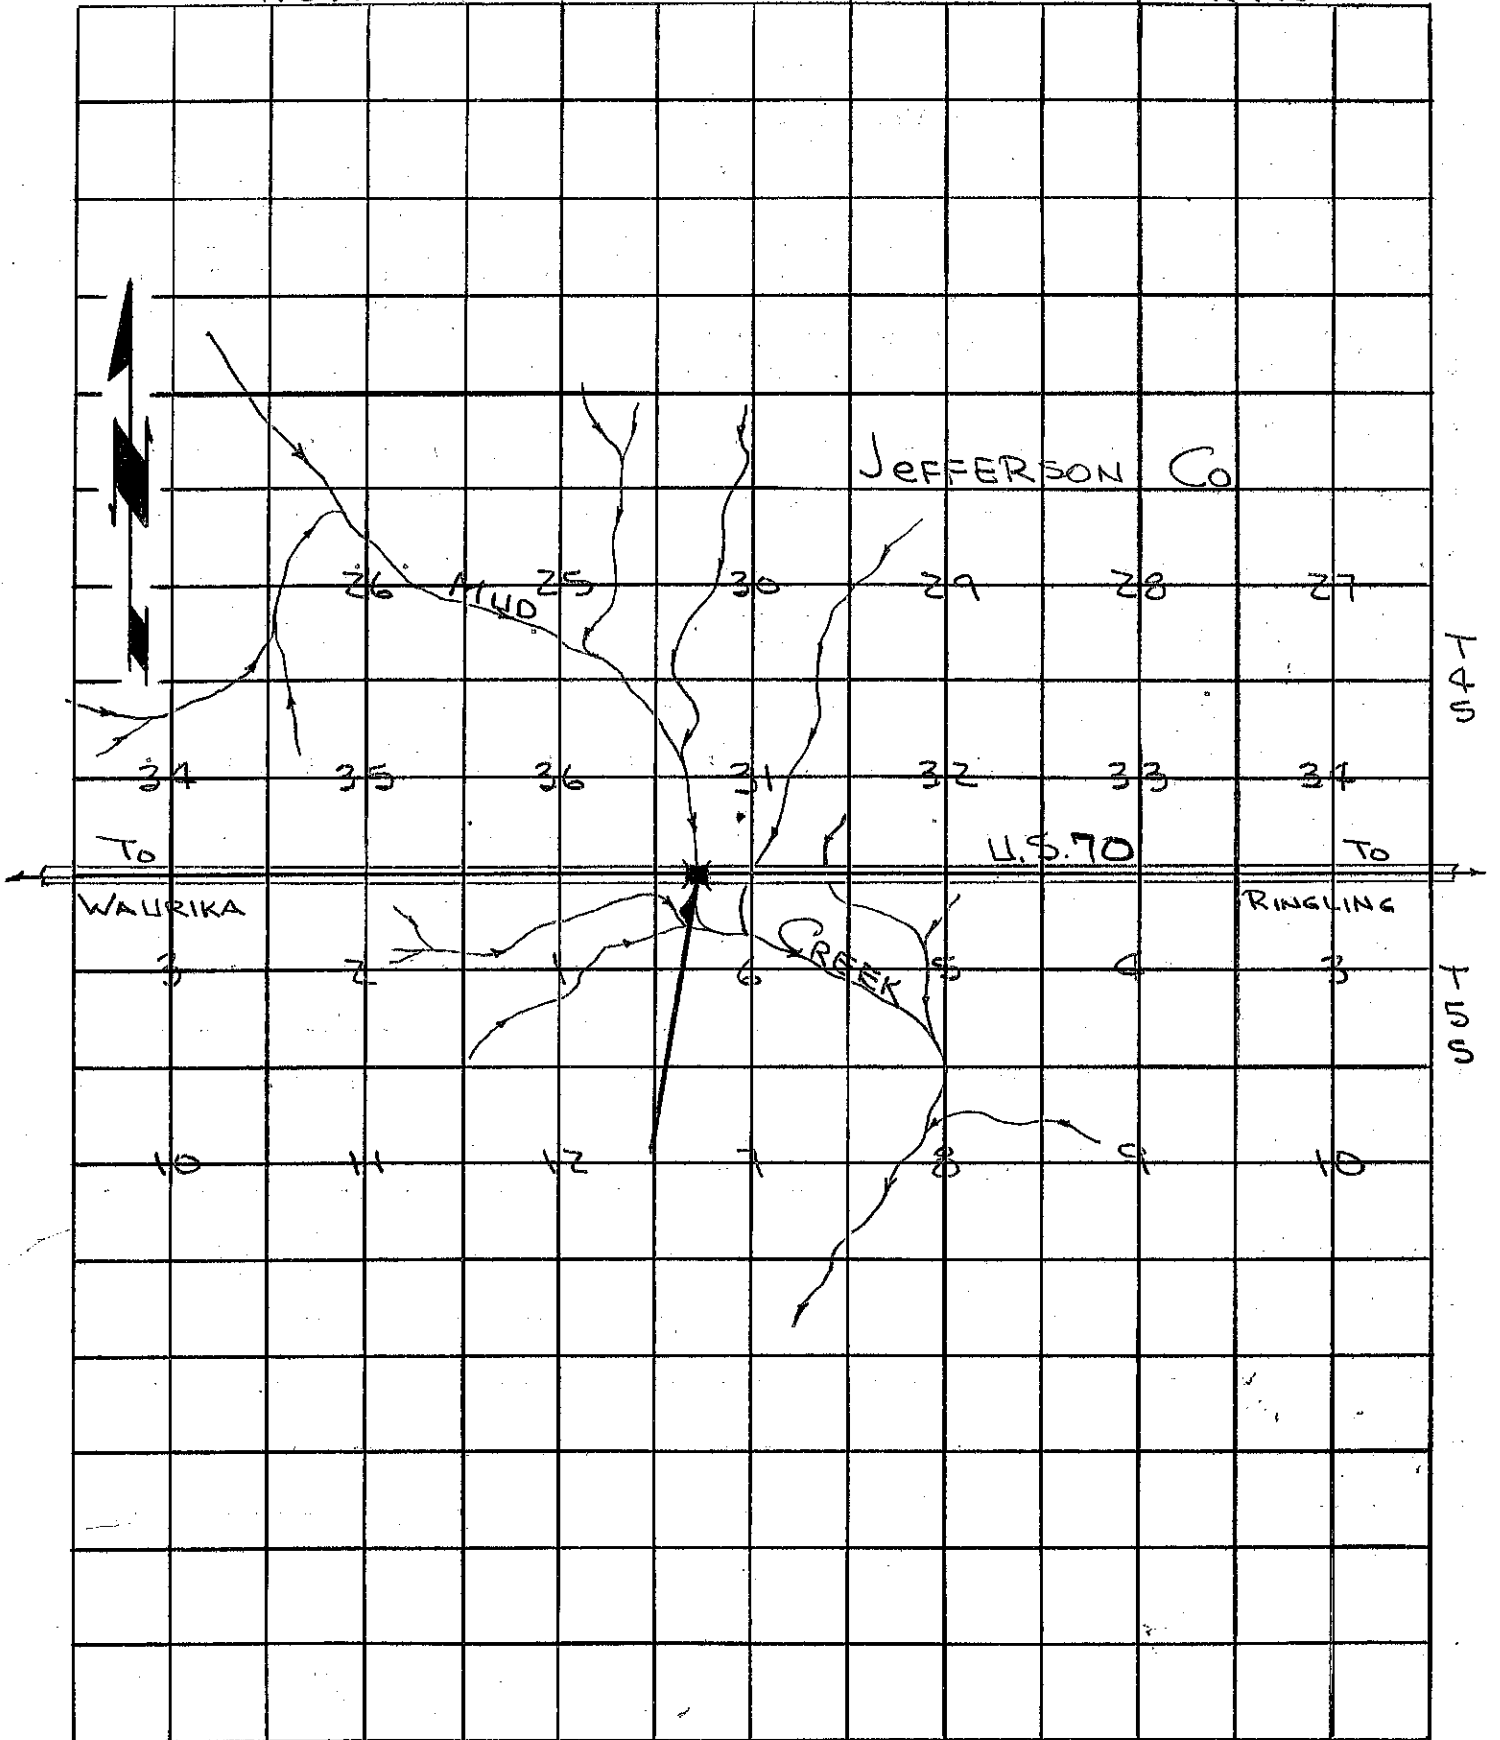 N
JEFFERSON CO
26 MUD 25 30 29 28 27
T4S
34 35 36 31 32 33 34
To U.S. 70 To
WAURIKA RINGLING
CREEK
3 2 1 6 5 4 3
T5S
10 11 12 7 8 9 10